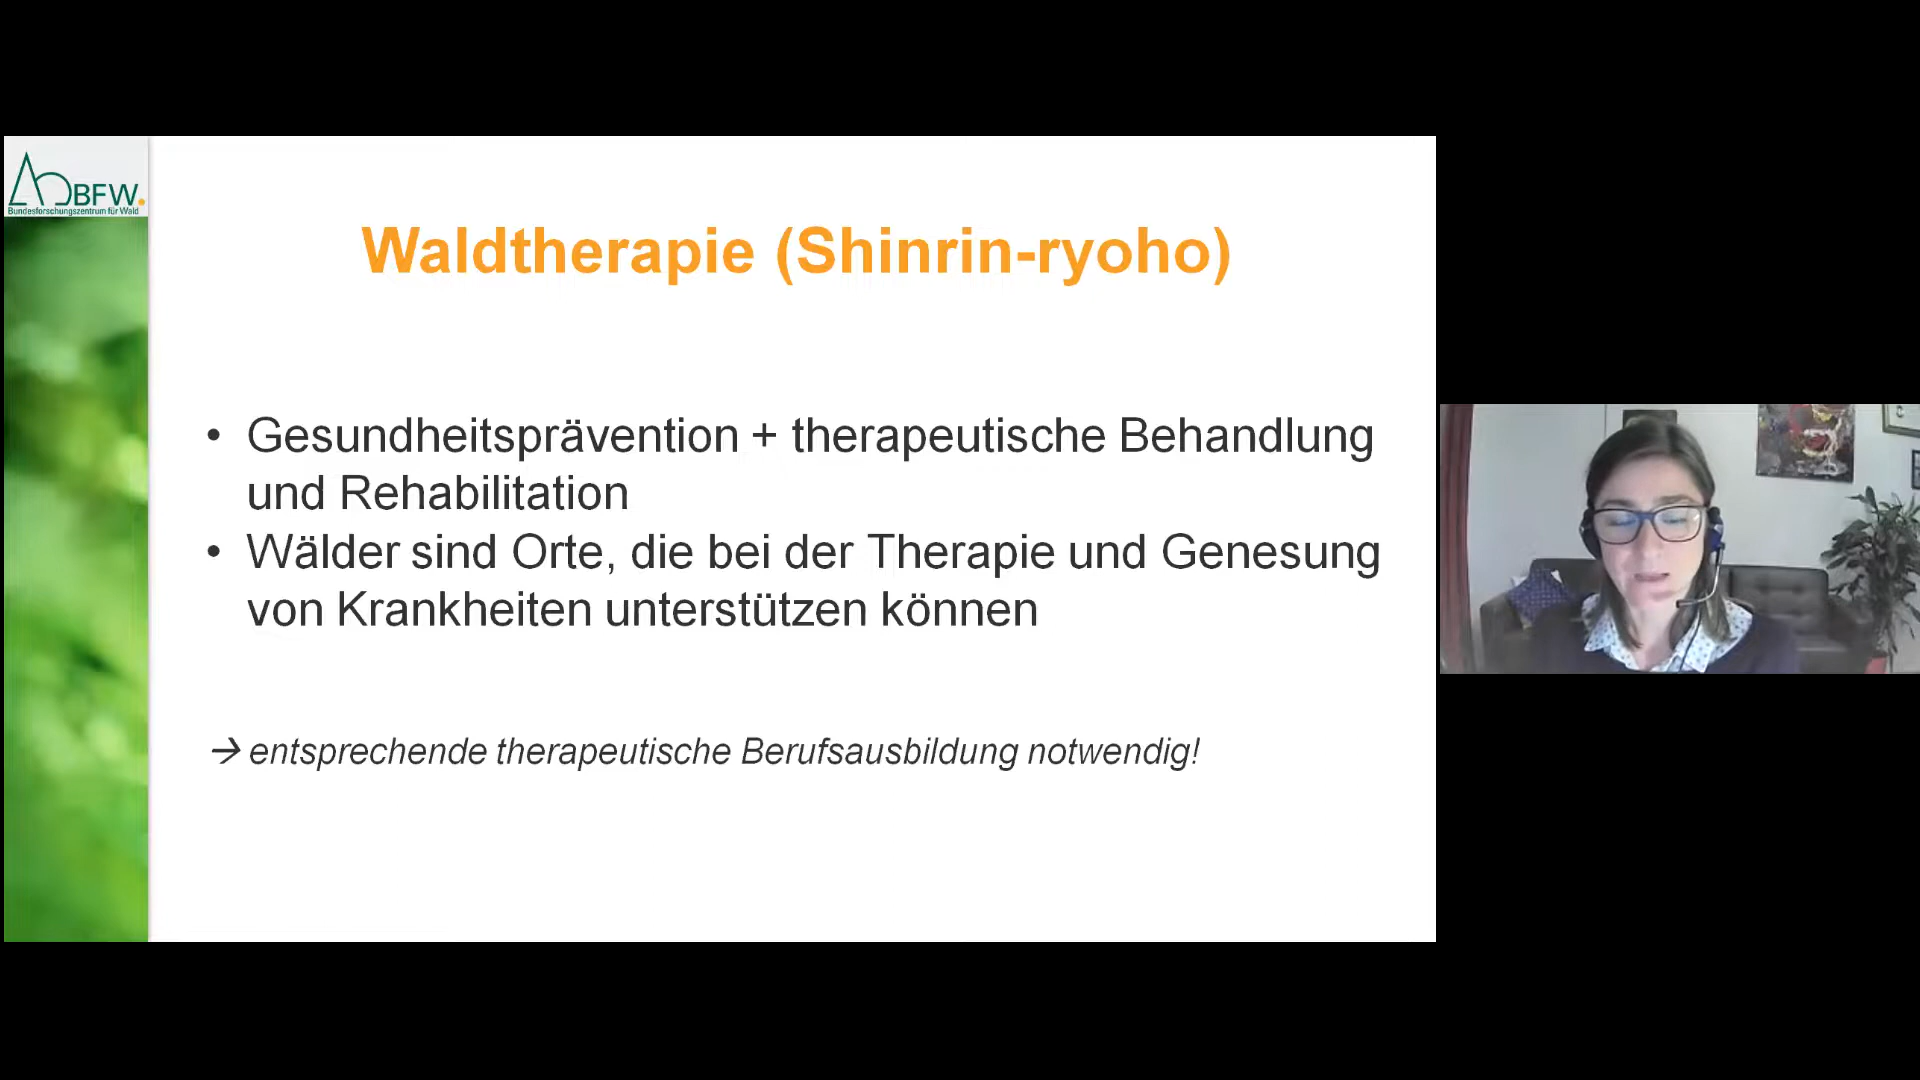 BFW.
Bundesforschungszentrum für Wald
Waldtherapie (Shinrin-ryoho)
• Gesundheitsprävention + therapeutische Behandlung
und Rehabilitation
• Wälder sind Orte, die bei der Therapie und Genesung
von Krankheiten unterstützen können
→ entsprechende therapeutische Berufsausbildung notwendig!